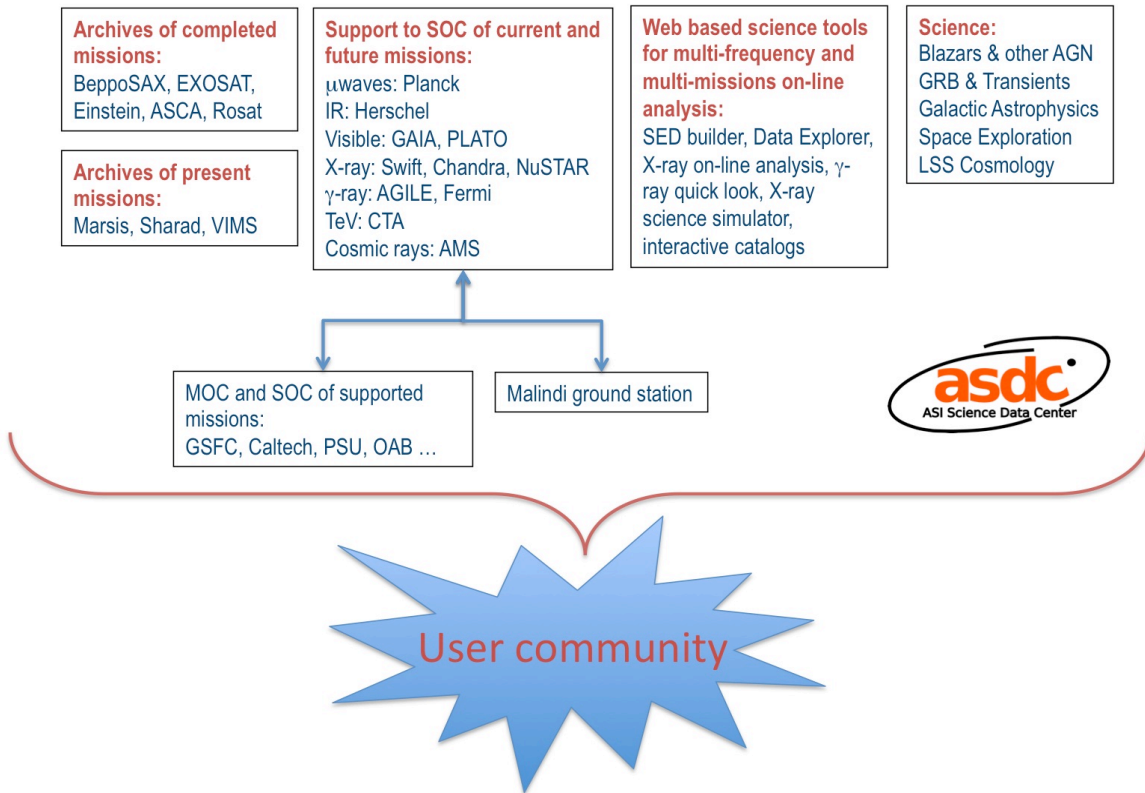 Archives of completed
missions:
BeppoSAX, EXOSAT,
Einstein, ASCA, Rosat
Archives of present
missions:
Marsis, Sharad, VIMS
Support to SOC of current and
future missions:
μwaves: Planck
IR: Herschel
Visible: GAIA, PLATO
X-ray: Swift, Chandra, NuSTAR
γ-ray: AGILE, Fermi
TeV: CTA
Cosmic rays: AMS
Web based science tools
for multi-frequency and
multi-missions on-line
analysis:
SED builder, Data Explorer,
X-ray on-line analysis, γ-
ray quick look, X-ray
science simulator,
interactive catalogs
Science:
Blazars & other AGN
GRB & Transients
Galactic Astrophysics
Space Exploration
LSS Cosmology
MOC and SOC of supported
missions:
GSFC, Caltech, PSU, OAB …
Malindi ground station
asdc
ASI Science Data Center
User community